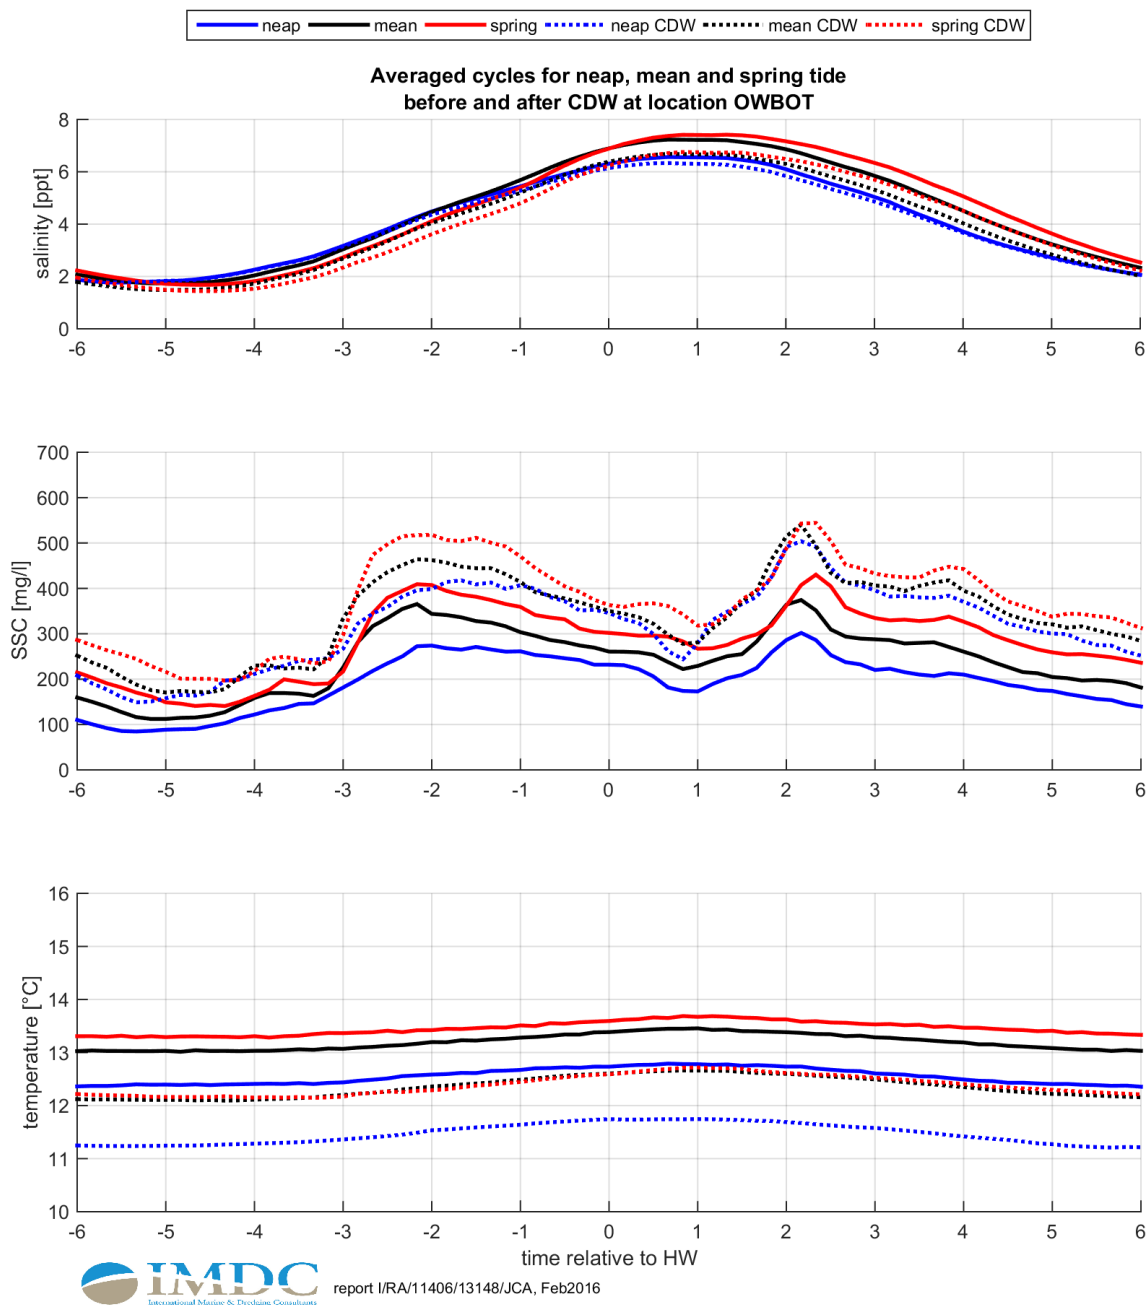 neap mean spring neap CDW mean CDW spring CDW
Averaged cycles for neap, mean and spring tide
before and after CDW at location OWBOT
salinity [ppt]
8
6
4
2
0
-6 -5 -4 -3 -2 -1 0 1 2 3 4 5 6
SSC [mg/l]
700
600
500
400
300
200
100
0
-6 -5 -4 -3 -2 -1 0 1 2 3 4 5 6
temperature [°C]
16
15
14
13
12
11
10
-6 -5 -4 -3 -2 -1 0 1 2 3 4 5 6
time relative to HW
IMDC
International Marine & Dredging Consultants
report I/RA/11406/13148/JCA, Feb2016